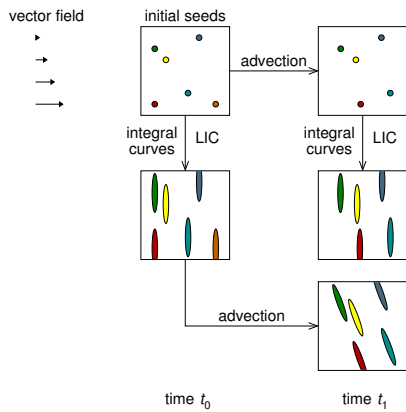 vector field
initial seeds
advection
integral
curves
LIC
integral
curves
LIC
advection
time t0
time t1